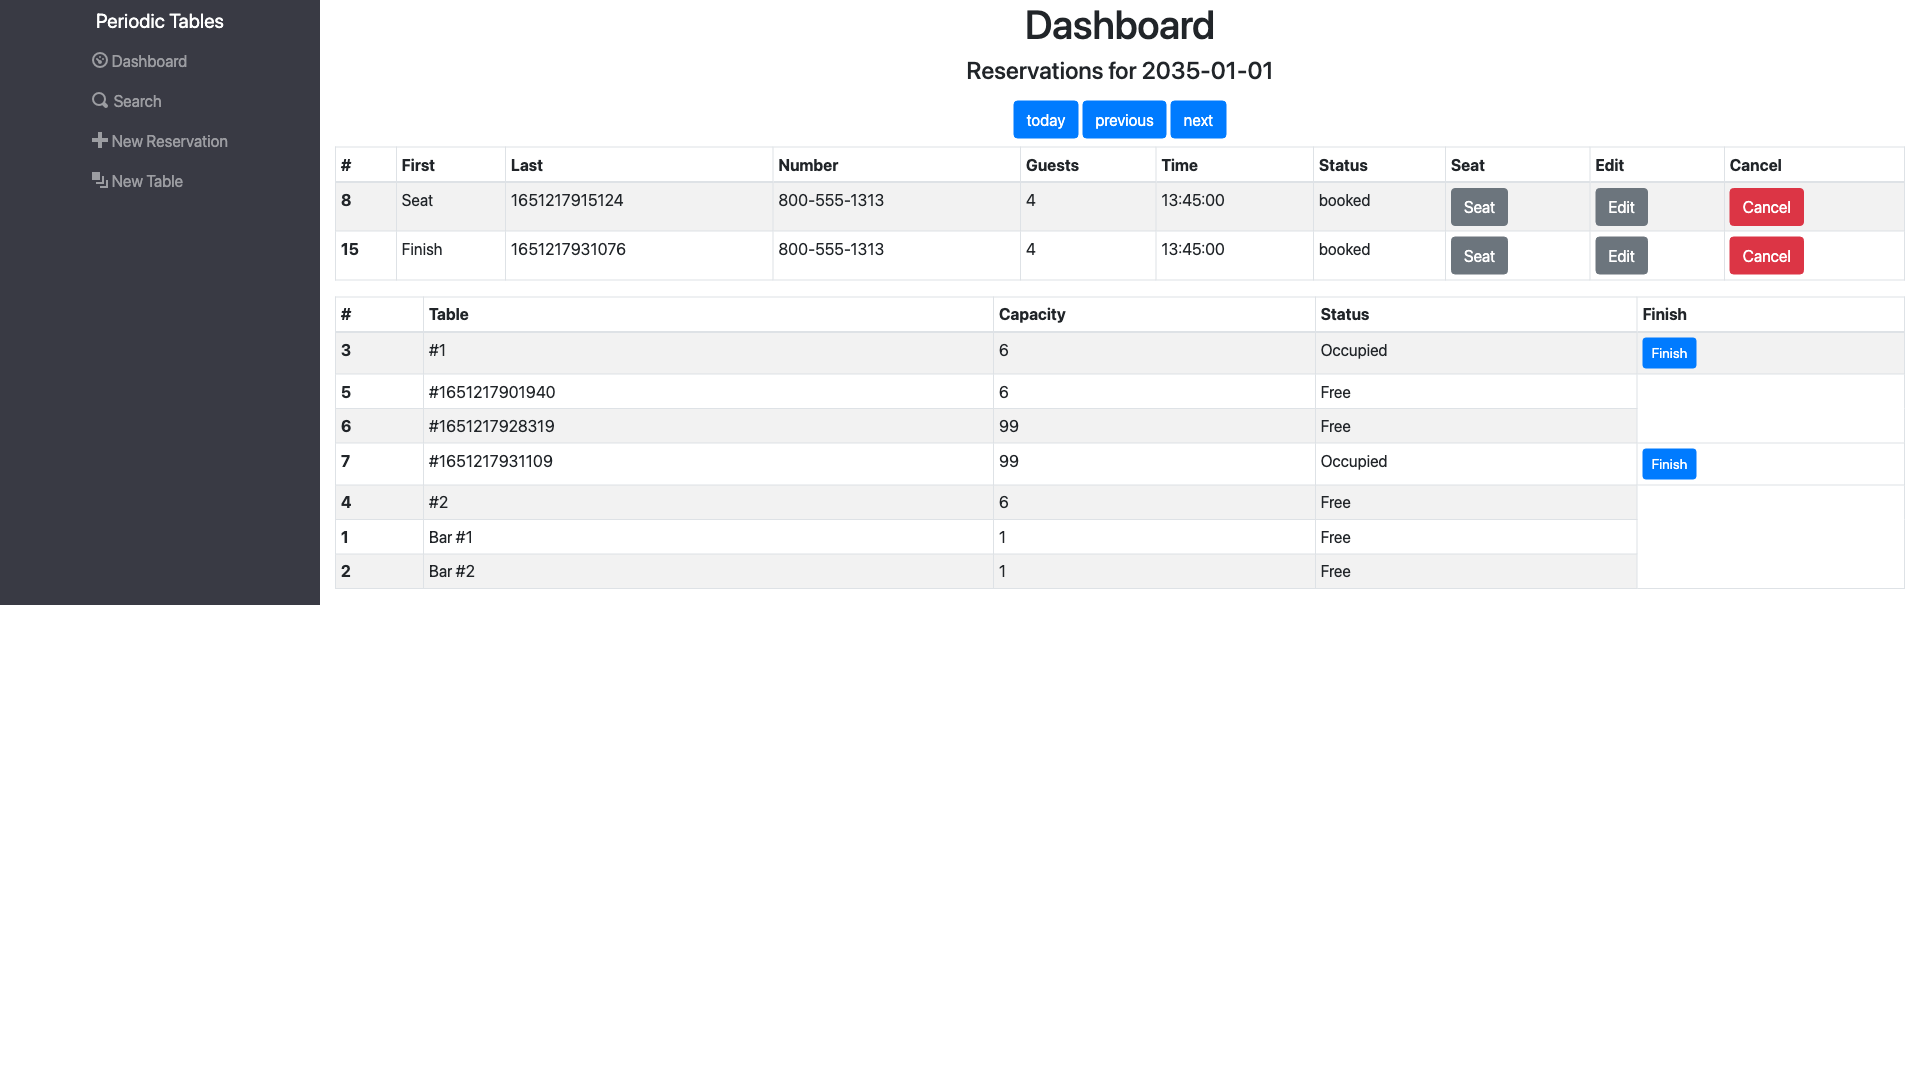 Periodic Tables
Dashboard
Search
New Reservation
New Table
Dashboard
Reservations for 2035-01-01
today previous next
# First Last Number Guests Time Status Seat Edit Cancel
8 Seat 1651217915124 800-555-1313 4 13:45:00 booked Seat Edit Cancel
15 Finish 1651217931076 800-555-1313 4 13:45:00 booked Seat Edit Cancel
# Table Capacity Status Finish
3 #1 6 Occupied Finish
5 #1651217901940 6 Free
6 #1651217928319 99 Free
7 #1651217931109 99 Occupied Finish
4 #2 6 Free
1 Bar #1 1 Free
2 Bar #2 1 Free